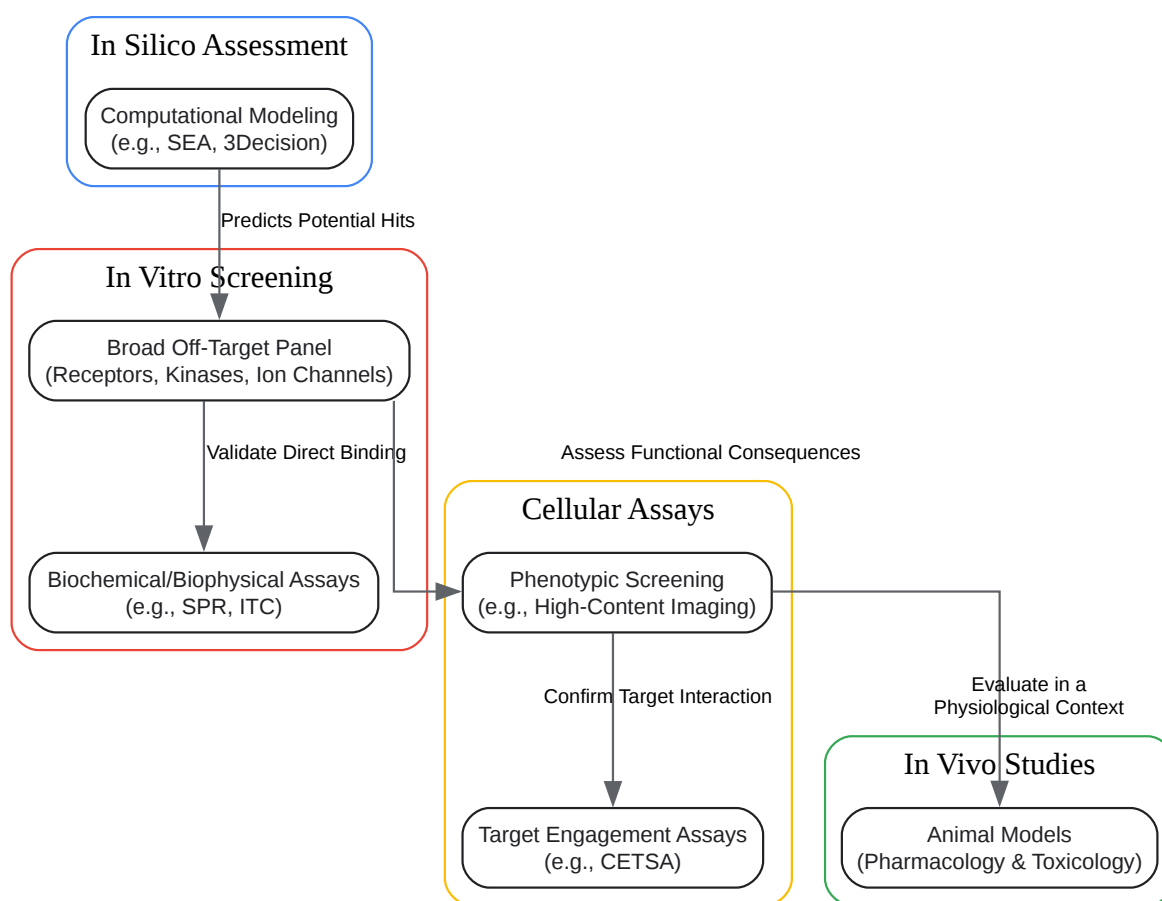 In Silico Assessment
Computational Modeling
(e.g., SEA, 3Decision)
Predicts Potential Hits
In Vitro Screening
Broad Off-Target Panel
(Receptors, Kinases, Ion Channels)
Validate Direct Binding
Assess Functional Consequences
Cellular Assays
Biochemical/Biophysical Assays
(e.g., SPR, ITC)
Phenotypic Screening
(e.g., High-Content Imaging)
Confirm Target Interaction
Evaluate in a
Physiological Context
In Vivo Studies
Target Engagement Assays
(e.g., CETSA)
Animal Models
(Pharmacology & Toxicology)